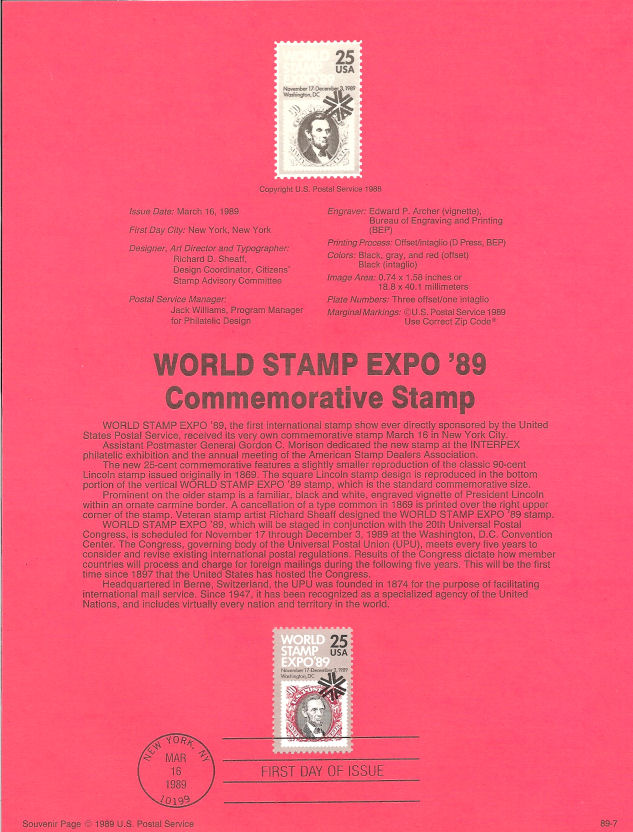 25
USA
November 17-December 3, 1989
Washington, DC
90
Copyright U.S. Postal Service 1988
Issue Date: March 16, 1989
First Day City: New York, New York
Designer, Art Director and Typographer:
Richard D. Sheaff,
Design Coordinator, Citizens'
Stamp Advisory Committee
Postal Service Manager:
Jack Williams, Program Manager
for Philatelic Design
Engraver: Edward P. Archer (vignette),
Bureau of Engraving and Printing
(BEP)
Printing Process: Offset/intaglio (D Press, BEP)
Colors: Black, gray, and red (offset)
Black (intaglio)
Image Area: 0.74 x 1.58 inches or
18.8 x 40.1 millimeters
Plate Numbers: Three offset/one intaglio
Marginal Markings: ©U.S. Postal Service 1989
Use Correct Zip Code®
WORLD STAMP EXPO '89
Commemorative Stamp
WORLD STAMP EXPO '89, the first international stamp show ever directly sponsored by the United
States Postal Service, received its very own commemorative stamp March 16 in New York City.
Assistant Postmaster General Gordon C. Morison dedicated the new stamp at the INTERPEX
philatelic exhibition and the annual meeting of the American Stamp Dealers Association.
The new 25-cent commemorative features a slightly smaller reproduction of the classic 90-cent
Lincoln stamp issued originally in 1869. The square Lincoln stamp design is reproduced in the bottom
portion of the vertical WORLD STAMP EXPO '89 stamp, which is the standard commemorative size.
Prominent on the older stamp is a familiar, black and white, engraved vignette of President Lincoln
within an ornate carmine border. A cancellation of a type common in 1869 is printed over the right upper
corner of the stamp. Veteran stamp artist Richard Sheaff designed the WORLD STAMP EXPO '89 stamp.
WORLD STAMP EXPO '89, which will be staged in conjunction with the 20th Universal Postal
Congress, is scheduled for November 17 through December 3, 1989 at the Washington, D.C. Convention
Center. The Congress, governing body of the Universal Postal Union (UPU), meets every five years to
consider and revise existing international postal regulations. Results of the Congress dictate how member
countries will process and charge for foreign mailings during the following five years. This will be the first
time since 1897 that the United States has hosted the Congress.
Headquartered in Berne, Switzerland, the UPU was founded in 1874 for the purpose of facilitating
international mail service. Since 1947, it has been recognized as a specialized agency of the United
Nations, and includes virtually every nation and territory in the world.
WORLD
STAMP
EXPO'89
25
USA
November 17-December 3, 1989
Washington, DC
90
NEW YORK, NY
MAR
16
1989
10199
FIRST DAY OF ISSUE
Souvenir Page © 1989 U.S. Postal Service
89-7